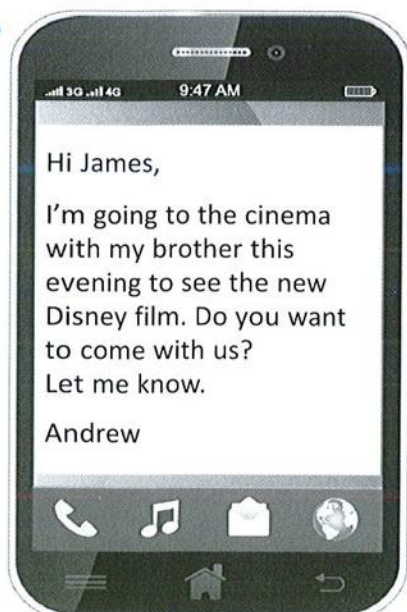 3G 4G 9:47 AM
Hi James,
I'm going to the cinema
with my brother this
evening to see the new
Disney film. Do you want
to come with us?
Let me know.
Andrew